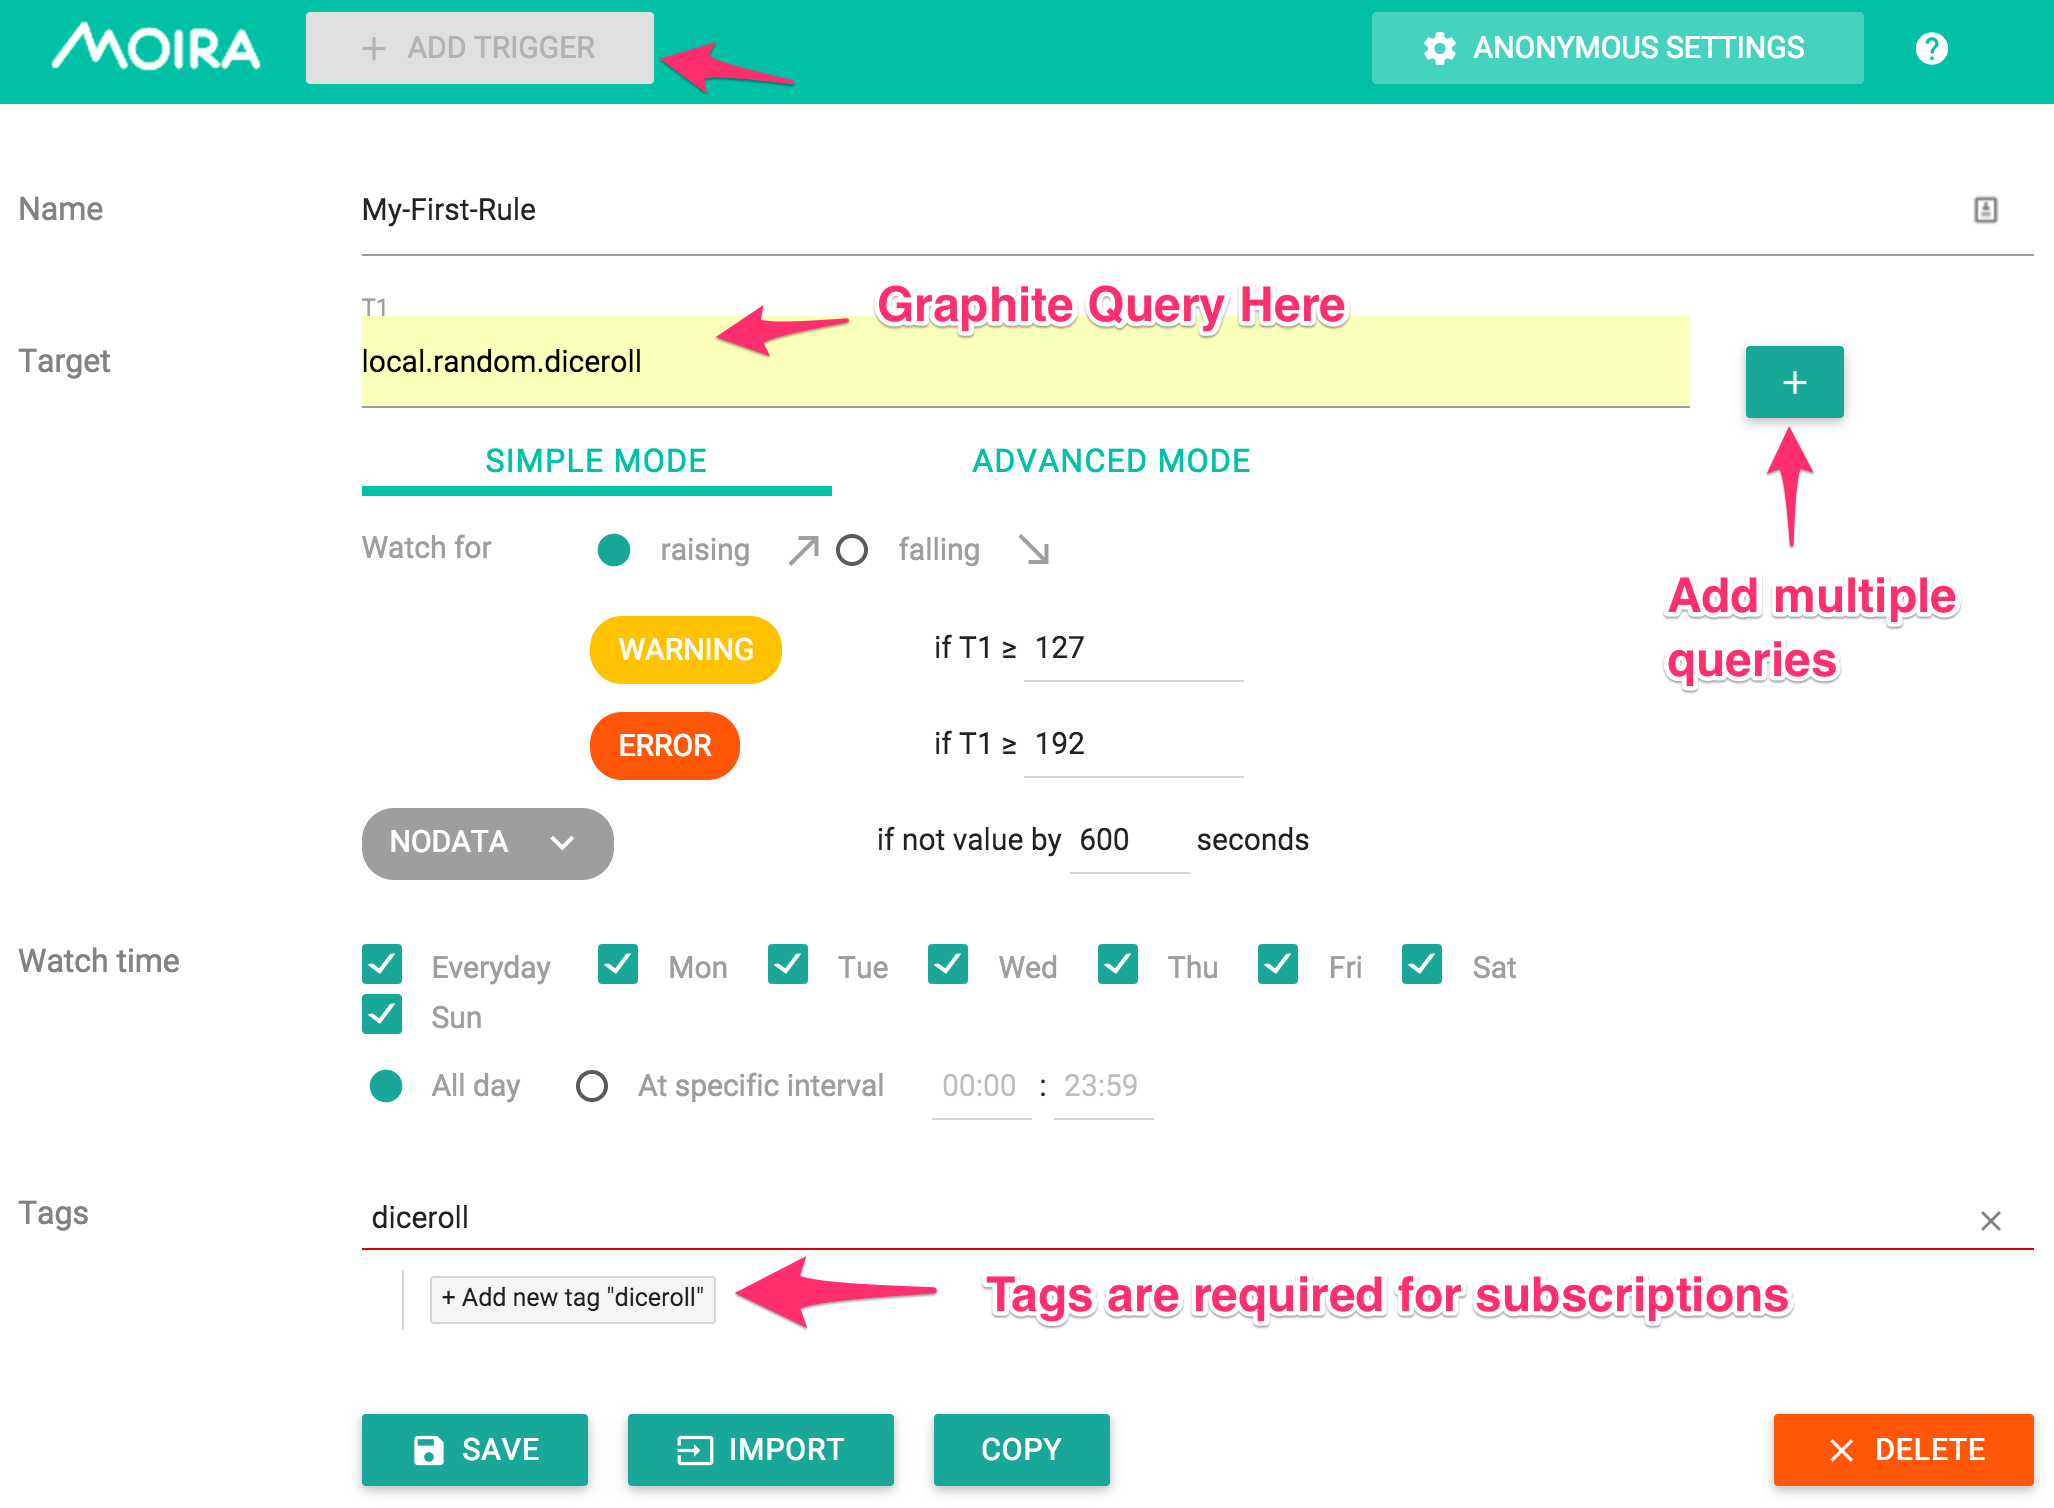 MOIRA
+ ADD TRIGGER
ANONYMOUS SETTINGS
?
Name
My-First-Rule
T1
Graphite Query Here
Target
local.random.diceroll
+
SIMPLE MODE
ADVANCED MODE
Watch for
raising
falling
Add multiple
queries
WARNING
if T1 ≥ 127
ERROR
if T1 ≥ 192
NODATA
if not value by 600 seconds
Watch time
Everyday Mon Tue Wed Thu Fri Sat
Sun
All day
At specific interval
00:00 : 23:59
Tags
diceroll
+ Add new tag "diceroll"
Tags are required for subscriptions
SAVE
IMPORT
COPY
DELETE